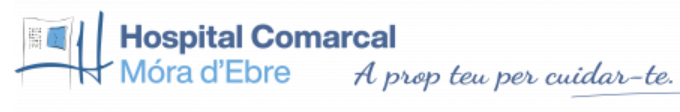 Hospital Comarcal
Móra d'Ebre
A prop teu per cuidar-te.